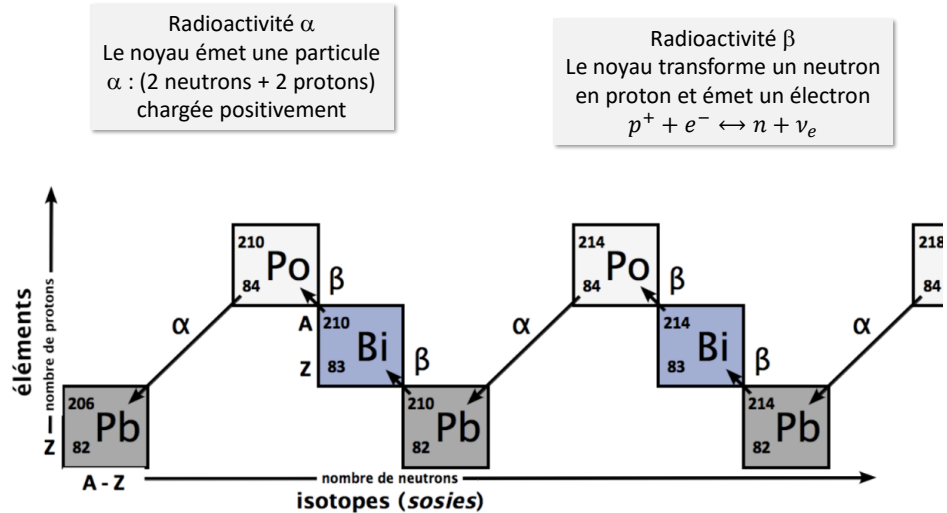 Radioactivité α
Le noyau émet une particule
α : (2 neutrons + 2 protons)
chargée positivement
Radioactivité β
Le noyau transforme un neutron
en proton et émet un électron
p⁺ + e⁻ ⟷ n + νₑ
éléments
nombre de protons
Z
210
Po
84
β
α
A
210
Bi
Z
83
β
206
Pb
82
210
Pb
82
214
Po
84
β
α
214
Bi
83
β
214
Pb
82
218
84
α
A - Z
nombre de neutrons
isotopes (sosies)